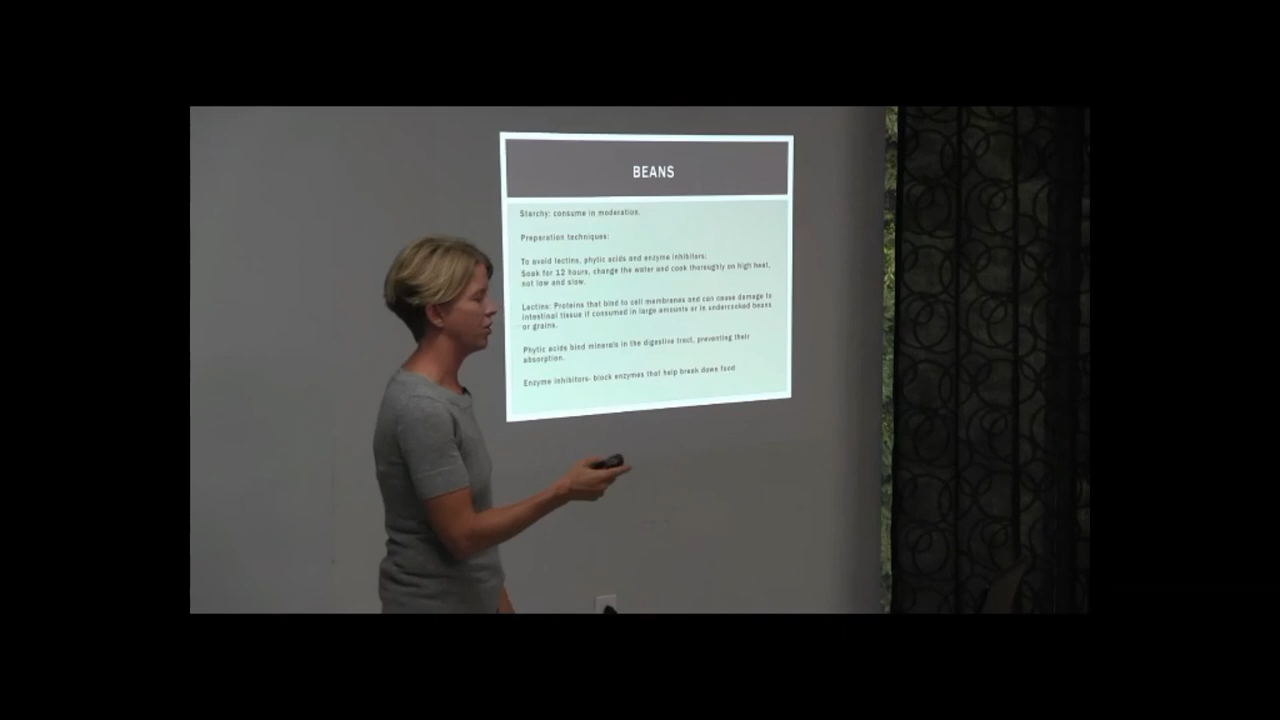 BEANS
Starchy: consume in moderation.
Preparation techniques:
To avoid lectins, phytic acids and enzyme inhibitors:
Soak for 12 hours, change the water and cook thoroughly on high heat,
not low and slow.
Lectins: Proteins that bind to cell membranes and can cause damage to
intestinal tissue if consumed in large amounts or in undercooked beans
or grains.
Phytic acids bind minerals in the digestive tract, preventing their
absorption.
Enzyme inhibitors- block enzymes that help break down food